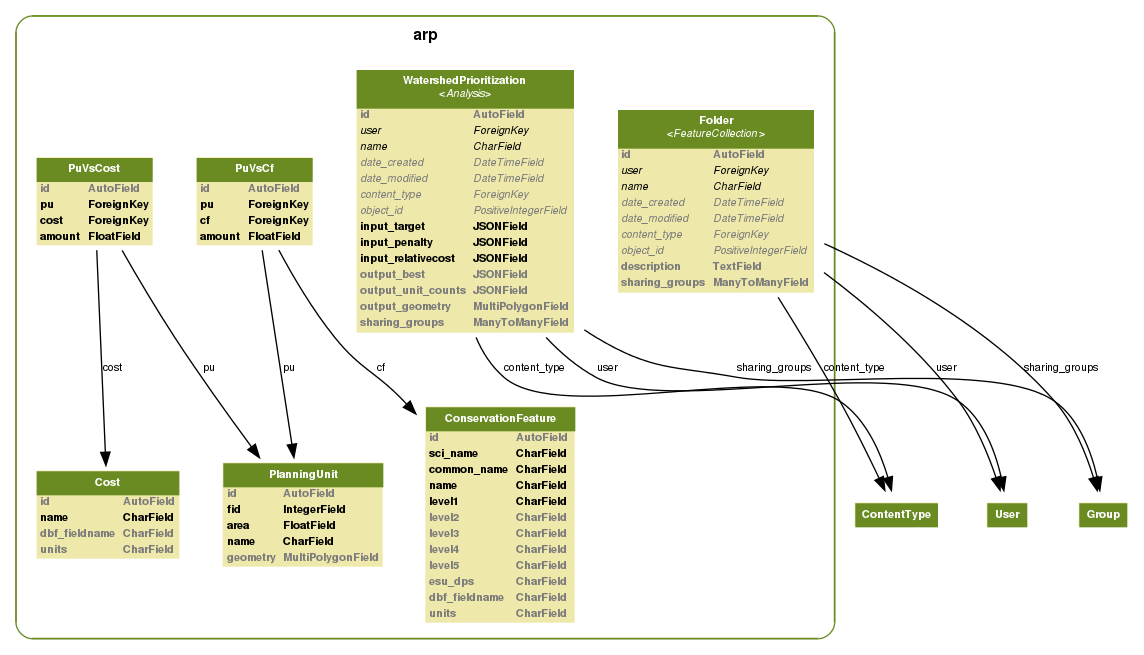 arp
WatershedPrioritization
<Analysis>
id AutoField
user ForeignKey
name CharField
date_created DateTimeField
date_modified DateTimeField
content_type ForeignKey
object_id PositiveIntegerField
input_target JSONField
input_penalty JSONField
input_relativecost JSONField
output_best JSONField
output_unit_counts JSONField
output_geometry MultiPolygonField
sharing_groups ManyToManyField
Folder
<FeatureCollection>
id AutoField
user ForeignKey
name CharField
date_created DateTimeField
date_modified DateTimeField
content_type ForeignKey
object_id PositiveIntegerField
description TextField
sharing_groups ManyToManyField
PuVsCost
id AutoField
pu ForeignKey
cost ForeignKey
amount FloatField
PuVsCf
id AutoField
pu ForeignKey
cf ForeignKey
amount FloatField
cost
pu
pu
cf
content_type
user
sharing_groups
content_type
user
sharing_groups
Cost
id AutoField
name CharField
dbf_fieldname CharField
units CharField
PlanningUnit
id AutoField
fid IntegerField
area FloatField
name CharField
geometry MultiPolygonField
ConservationFeature
id AutoField
sci_name CharField
common_name CharField
name CharField
level1 CharField
level2 CharField
level3 CharField
level4 CharField
level5 CharField
esu_dps CharField
dbf_fieldname CharField
units CharField
ContentType
User
Group